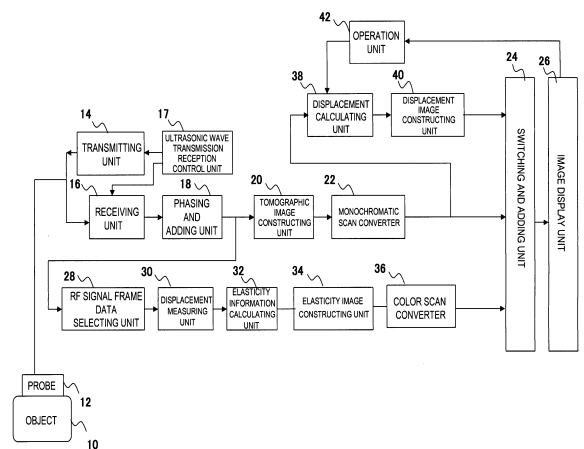 42
OPERATION
UNIT
38
DISPLACEMENT
CALCULATING
UNIT
40
DISPLACEMENT
IMAGE
CONSTRUCTING
UNIT
24
SWITCHING AND ADDING UNIT
26
IMAGE DISPLAY UNIT
14
TRANSMITTING
UNIT
17
ULTRASONIC WAVE
TRANSMISSION
RECEPTION
CONTROL UNIT
16
RECEIVING
UNIT
18
PHASING
AND
ADDING UNIT
20
TOMOGRAPHIC
IMAGE
CONSTRUCTING
UNIT
22
MONOCHROMATIC
SCAN CONVERTER
28
RF SIGNAL FRAME
DATA
SELECTING UNIT
30
DISPLACEMENT
MEASURING
UNIT
32
ELASTICITY
INFORMATION
CALCULATING
UNIT
34
ELASTICITY IMAGE
CONSTRUCTING UNIT
36
COLOR SCAN
CONVERTER
PROBE
12
OBJECT
10